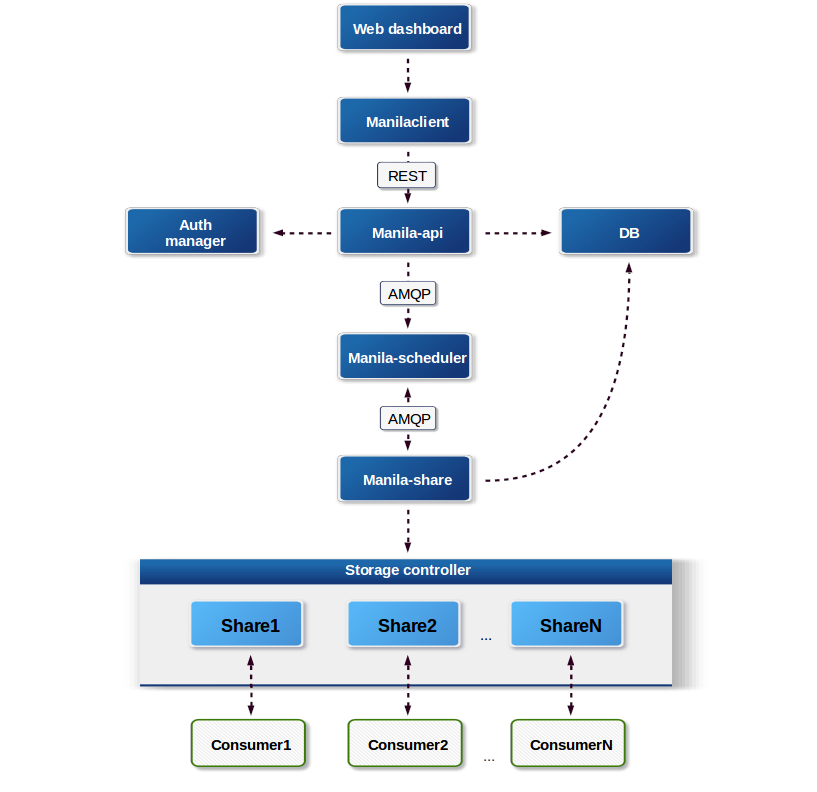 Web dashboard
Manilaclient
REST
Auth
manager
Manila-api
DB
AMQP
Manila-scheduler
AMQP
Manila-share
Storage controller
Share1
Share2
...
ShareN
Consumer1
Consumer2
...
ConsumerN